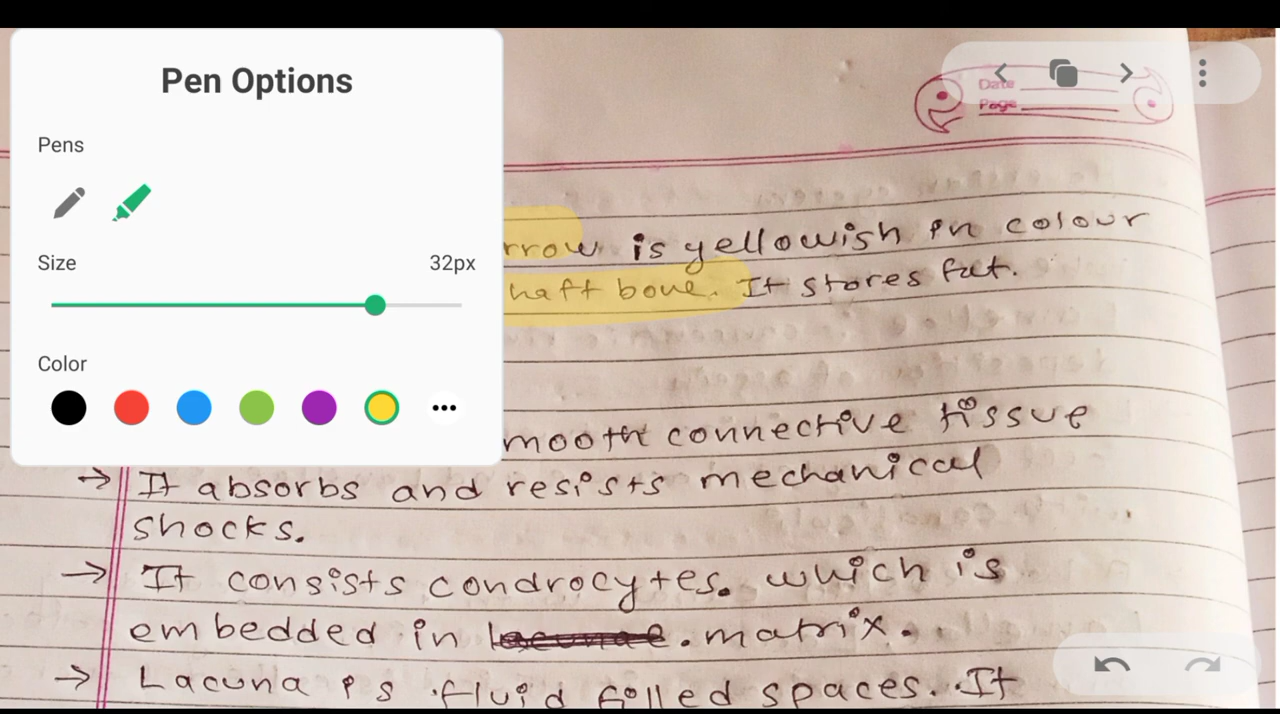 Pen Options
Pens
Size 32px
Color
Date
Page
rrow is yellowish in colour
haft bone. It stores fat.
mooth connective tissue
→ It absorbs and resists mechanical
shocks.
→ It consists condrocytes. which is
embedded in lacunae. matrix.
→ Lacuna is fluid filled spaces. It